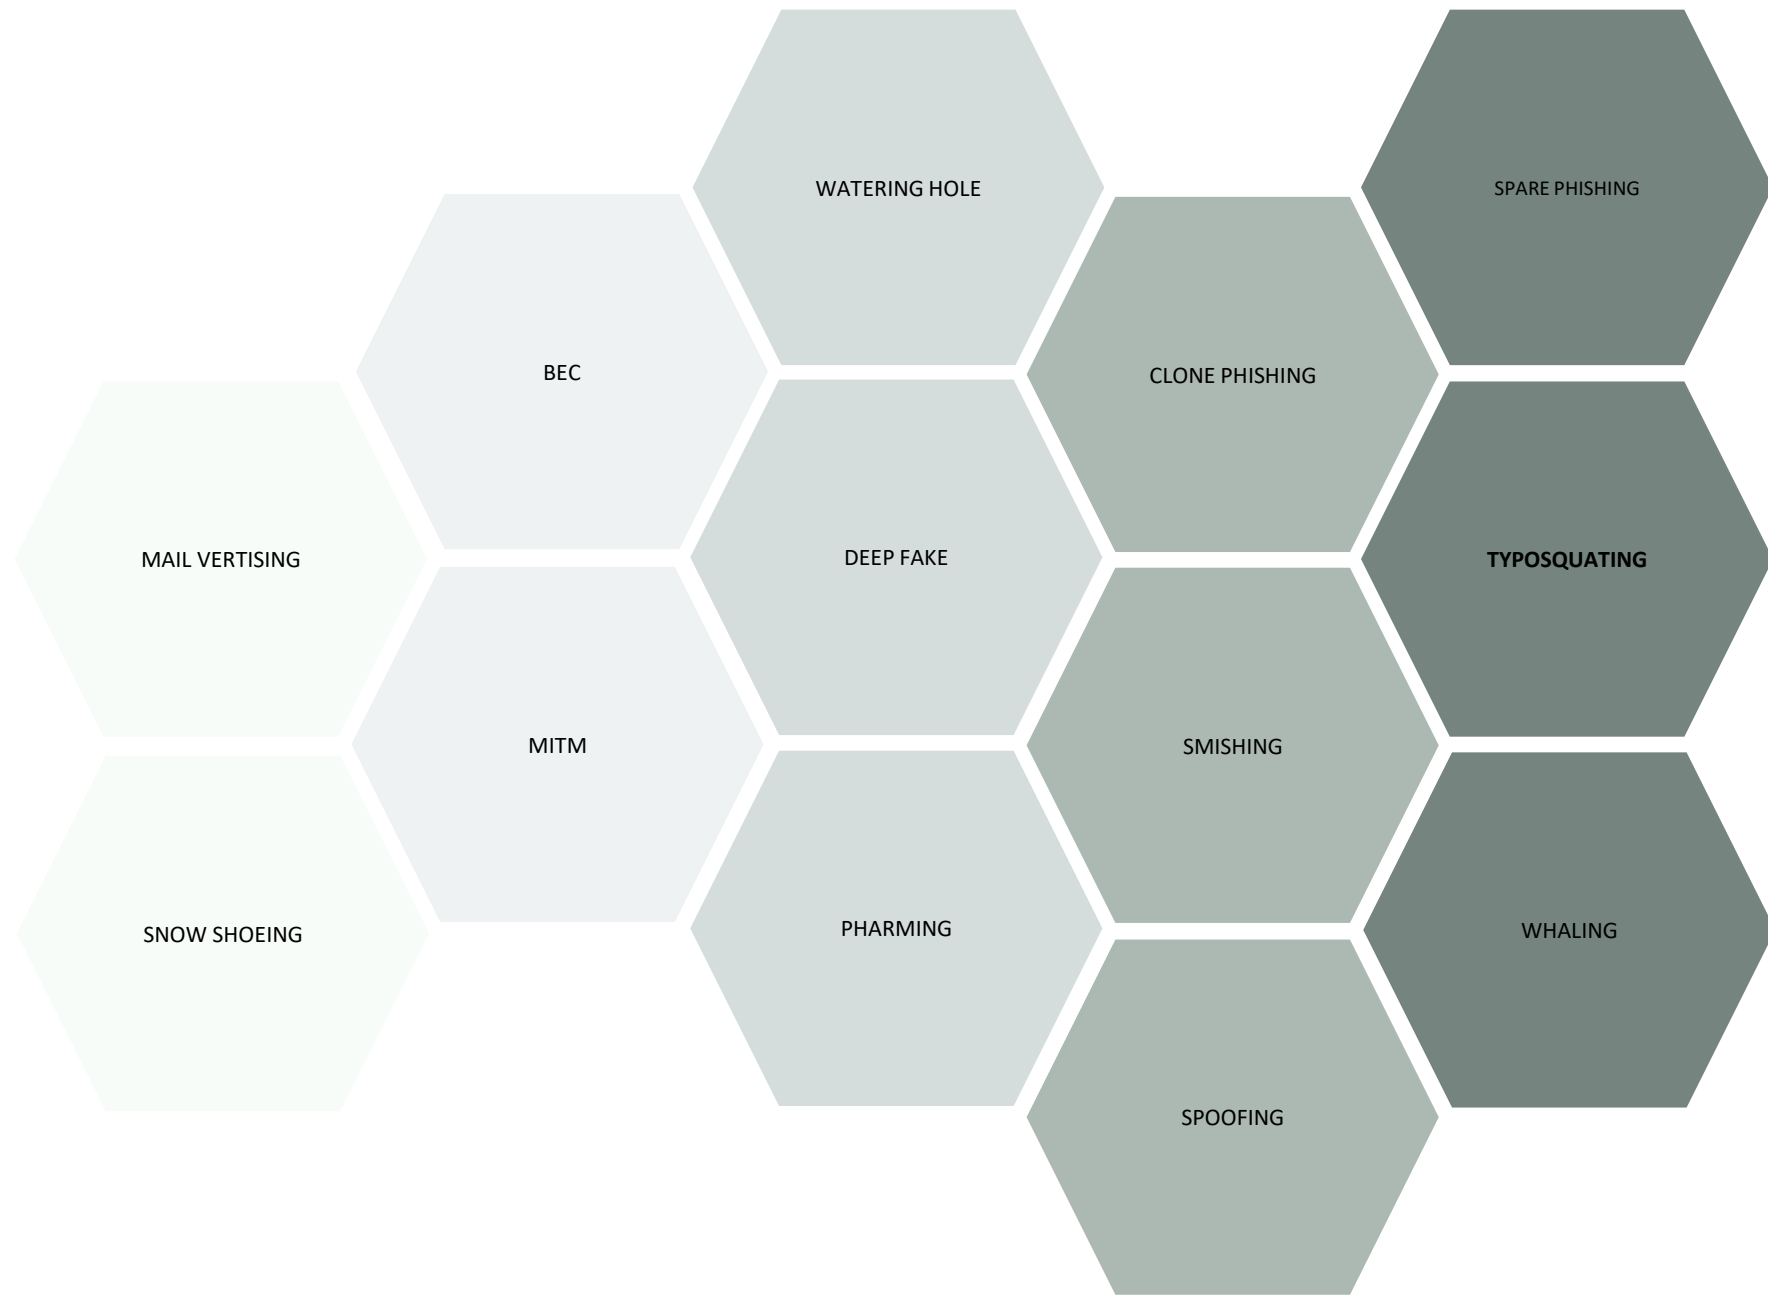 WATERING HOLE
SPARE PHISHING
BEC
CLONE PHISHING
MAIL VERTISING
DEEP FAKE
TYPOSQUATING
MITM
SMISHING
SNOW SHOEING
PHARMING
WHALING
SPOOFING